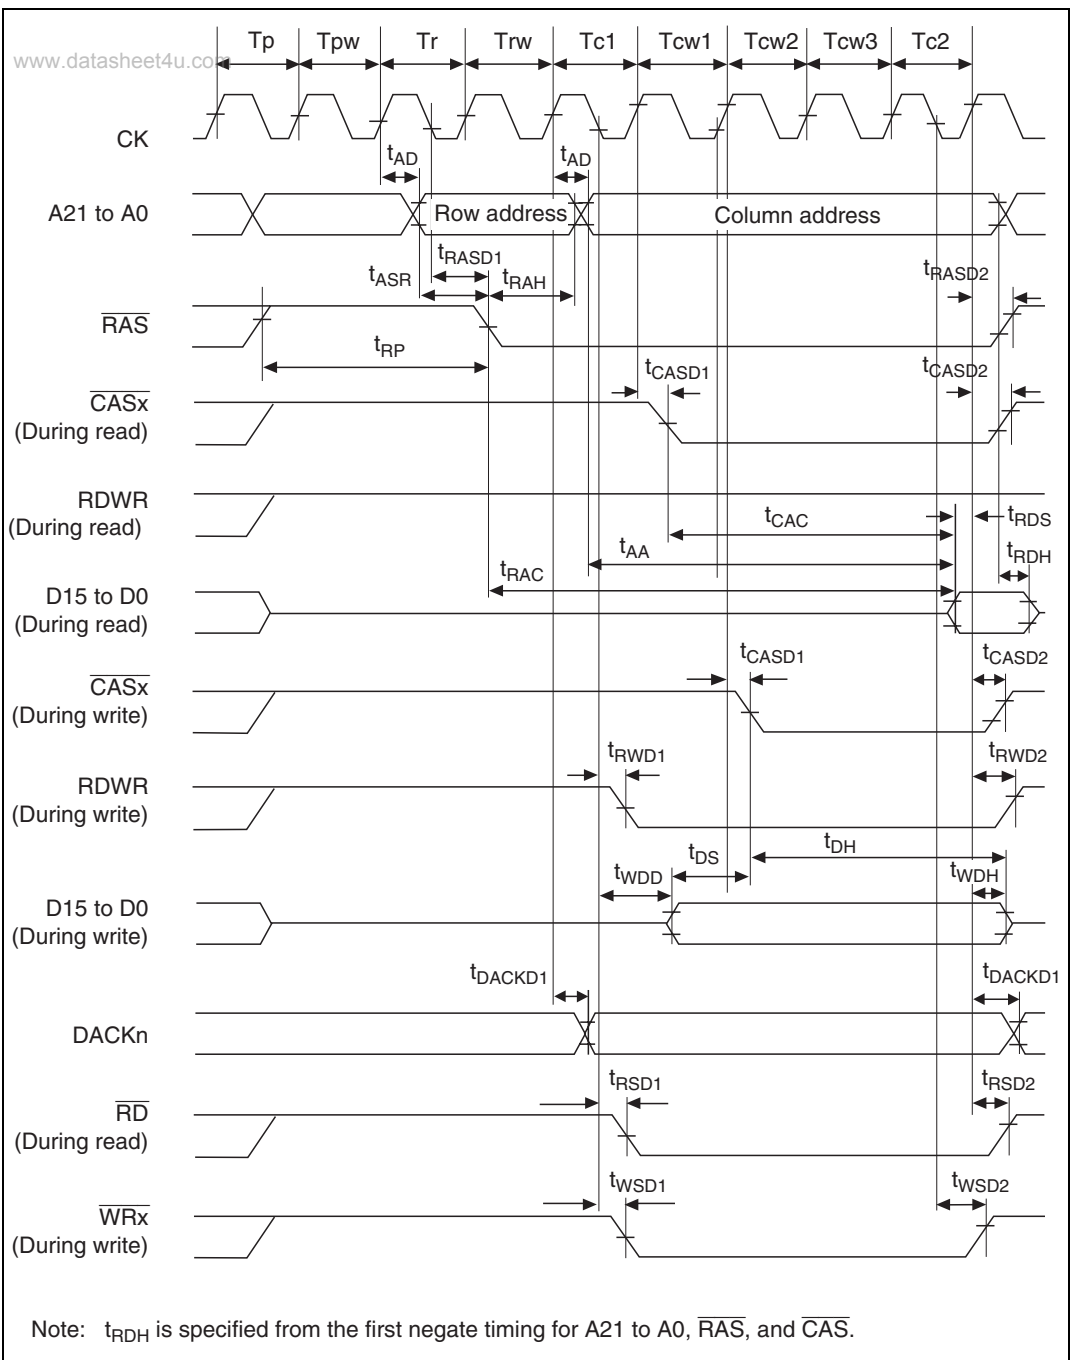 Tp Tpw Tr Trw Tc1 Tcw1 Tcw2 Tcw3 Tc2
www.datasheet4u.com
CK
tAD tAD
A21 to A0 Row address Column address
tRASD1
tASR tRAH tRASD2
RAS
tRP
tCASD1 tCASD2
CASx
(During read)
RDWR
(During read)
tCAC tRDS
tAA tRDH
tRAC
D15 to D0
(During read)
tCASD1 tCASD2
CASx
(During write)
tRWD1 tRWD2
RDWR
(During write)
tDS tDH
tWDD tWDH
D15 to D0
(During write)
tDACKD1 tDACKD1
DACKn
tRSD1 tRSD2
RD
(During read)
tWSD1 tWSD2
WRx
(During write)
Note: tRDH is specified from the first negate timing for A21 to A0, RAS, and CAS.